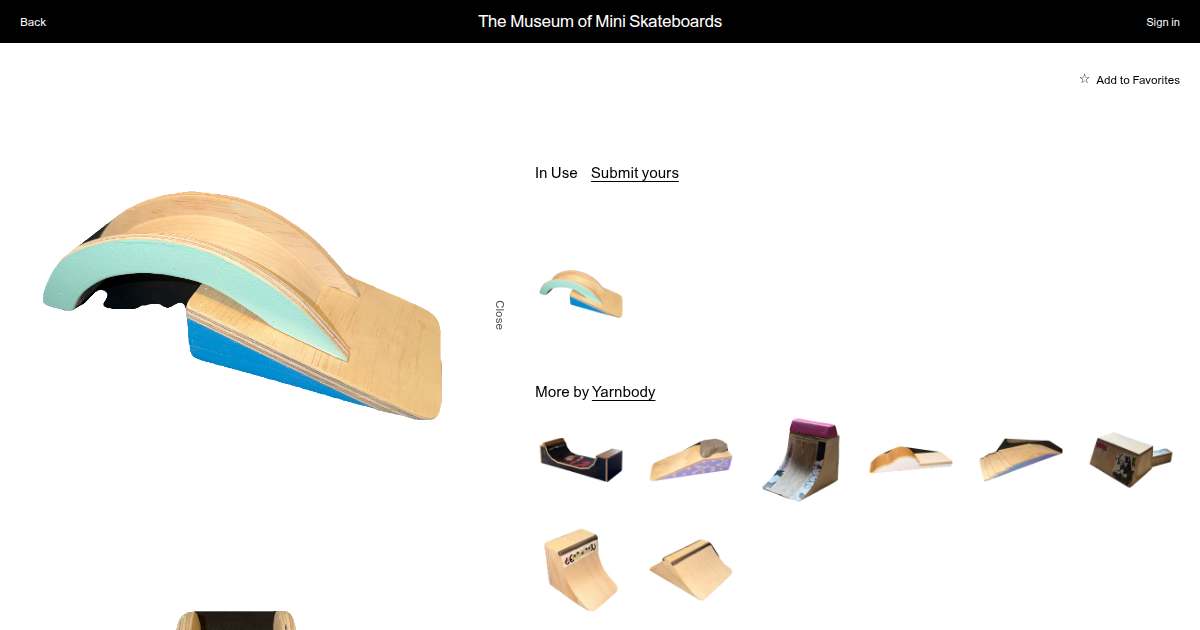 Back
The Museum of Mini Skateboards
Sign in
☆ Add to Favorites
In Use Submit yours
Close
More by Yarnbody